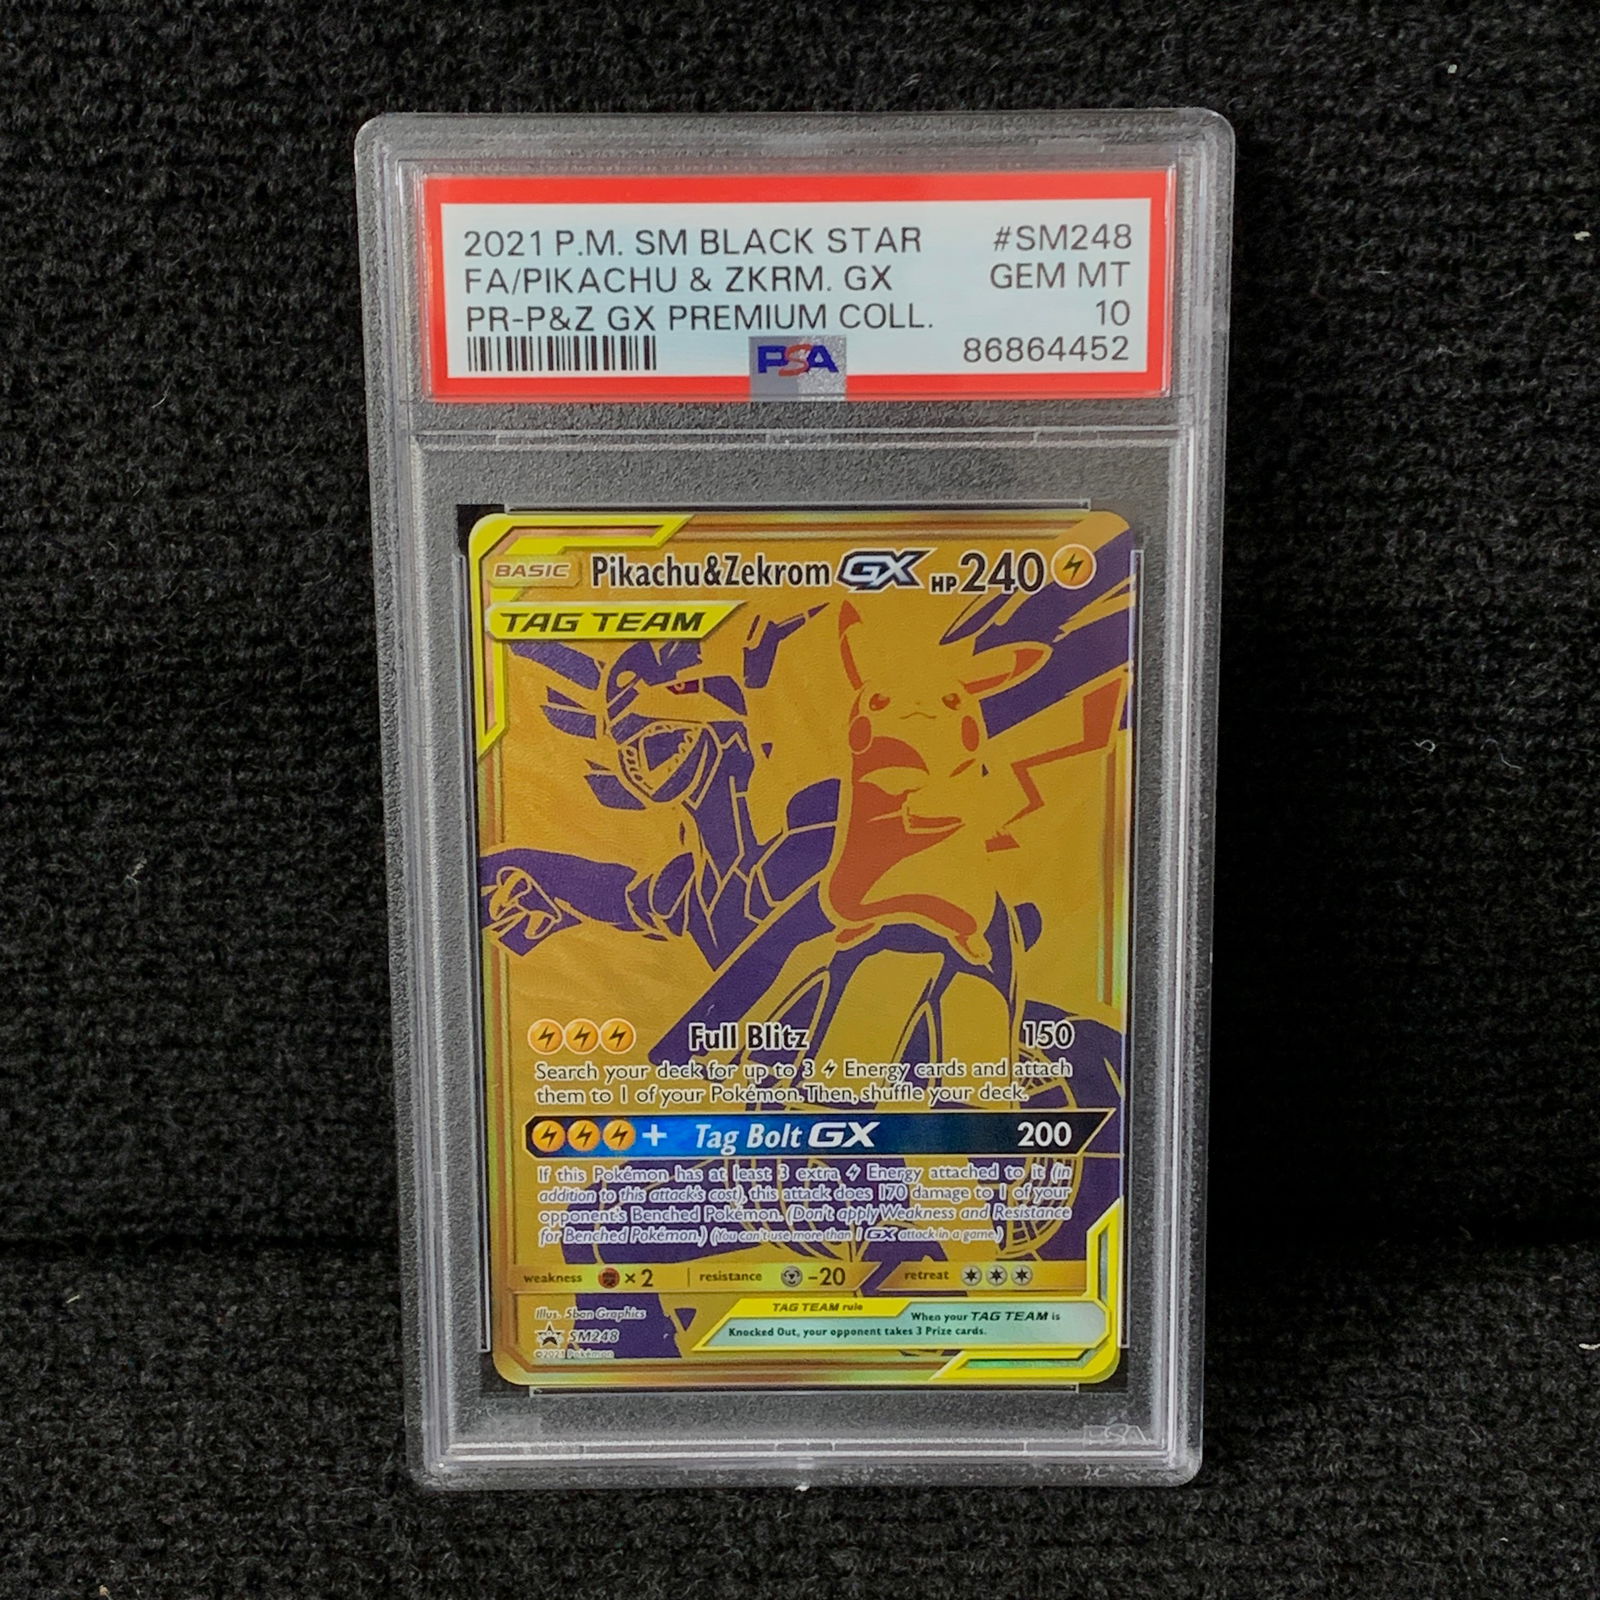 2021 P.M. SM BLACK STAR #SM248
FA/PIKACHU & ZKRM. GX GEM MT
PR-P&Z GX PREMIUM COLL. 10
PSA 86864452
BASIC Pikachu&Zekrom GX HP240
TAG TEAM
Full Blitz 150
Search your deck for up to 3 Energy cards and attach
them to 1 of your Pokémon. Then, shuffle your deck.
+ Tag Bolt GX 200
If this Pokémon has at least 3 extra Energy attached to it (in
addition to this attack's cost), this attack does 170 damage to 1 of your
opponent's Benched Pokémon. (Don't apply Weakness and Resistance
for Benched Pokémon.) (You can't use more than 1 GX attack in a game.)
weakness ×2 resistance -20 retreat
Illus. 5ban Graphics
SM248
©2021 Pokémon
TAG TEAM rule When your TAG TEAM is
Knocked Out, your opponent takes 3 Prize cards.
PSA